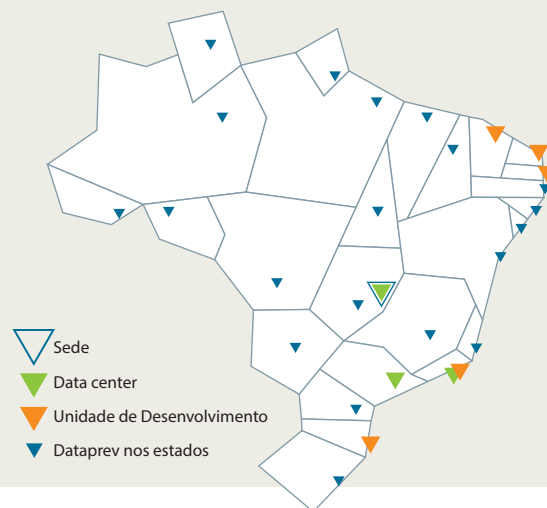 Sede
Data center
Unidade de Desenvolvimento
Dataprev nos estados